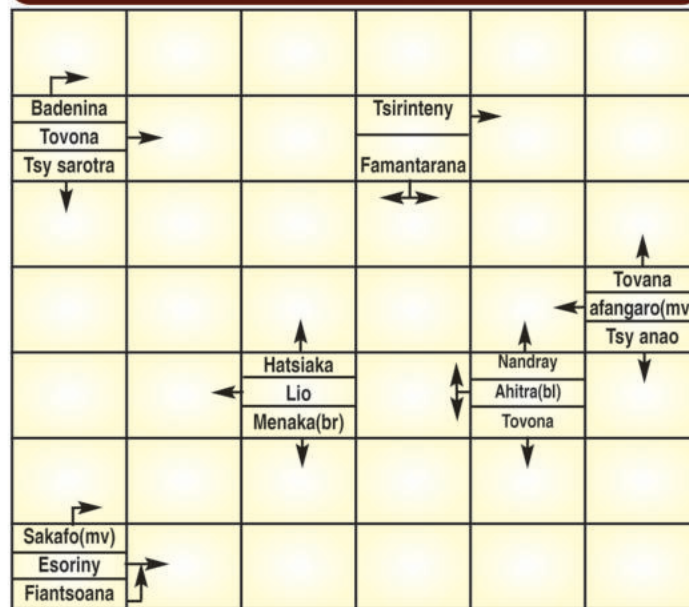 Badenina
Tovona
Tsy sarotra
Tsirinteny
Famantarana
Tovana
afangaro(mv
Tsy anao
Hatsiaka
Lio
Menaka(br)
Nandray
Ahitra(bl)
Tovona
Sakafo(mv)
Esoriny
Fiantsoana